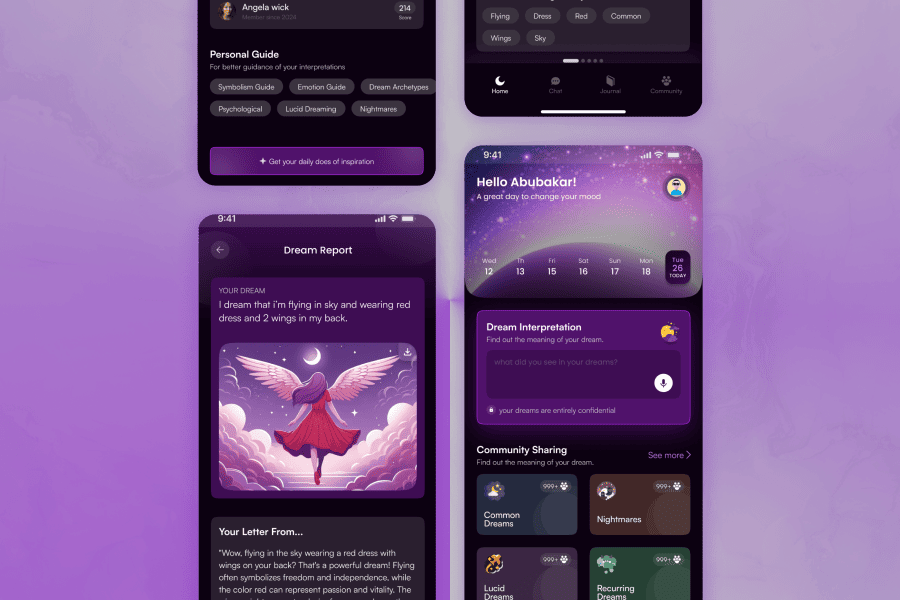 Angela wick
Member since 2024
214
Score
Personal Guide
For better guidance of your interpretations
Symbolism Guide
Emotion Guide
Dream Archetypes
Psychological
Lucid Dreaming
Nightmares
Get your daily does of inspiration
9:41
Dream Report
YOUR DREAM
I dream that i'm flying in sky and wearing red
dress and 2 wings in my back.
Your Letter From...
"Wow, flying in the sky wearing a red dress with
wings on your back? That's a powerful dream! Flying
often symbolizes freedom and independence, while
the color red can represent passion and vitality. The
Flying
Dress
Red
Common
Wings
Sky
Home
Chat
Journal
Community
9:41
Hello Abubakar!
A great day to change your mood
Wed
Th
Fri
Sat
Sun
Mon
Tue
12
13
15
16
17
18
26
TODAY
Dream Interpretation
Find out the meaning of your dream.
what did you see in your dreams?
your dreams are entirely confidential
Community Sharing
See more
Find out the meaning of your dream.
999+
Common
Dreams
999+
Nightmares
999+
Lucid
Dreams
999+
Recurring
Dreams